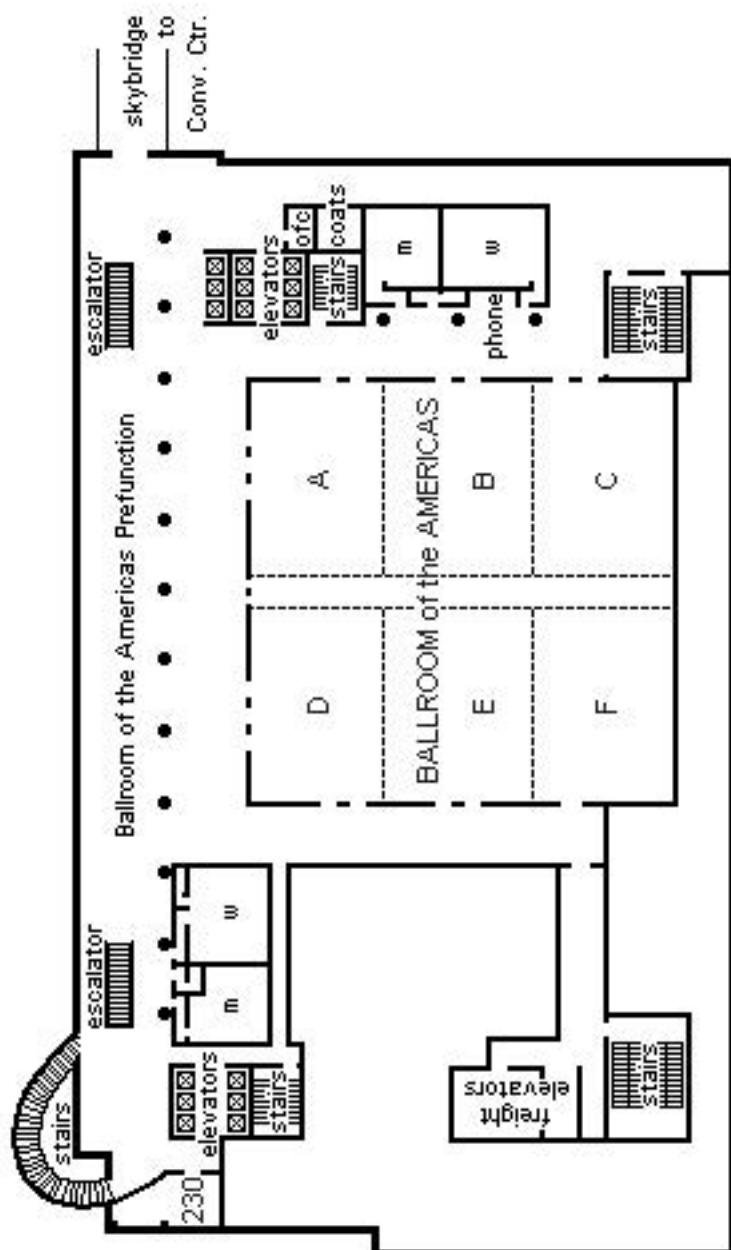 skybridge
to
Conv. Ctr.
escalator
elevators
ofc
coats
stairs
m
w
phone
stairs
Ballroom of the Americas Prefunction
BALLROOM of the AMERICAS
A
B
C
D
E
F
escalator
w
m
stairs
elevators
stairs
freight
elevators
stairs
230